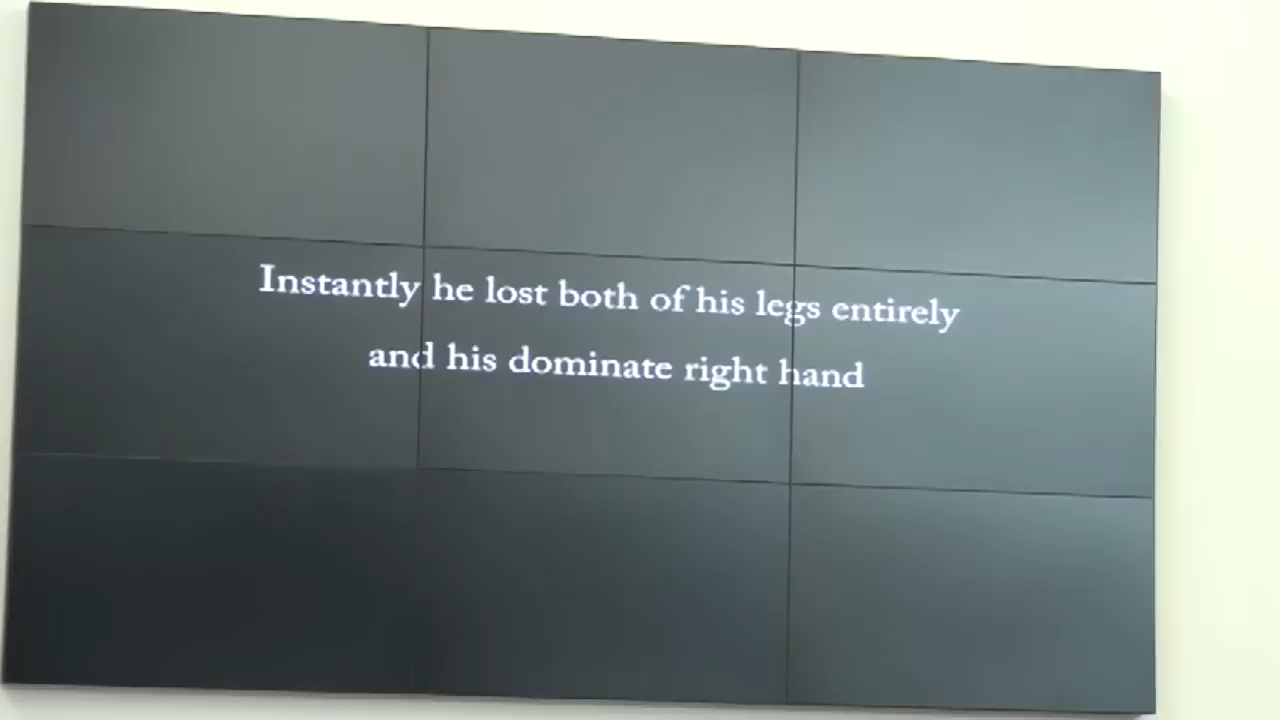 Instantly he lost both of his legs entirely
and his dominate right hand